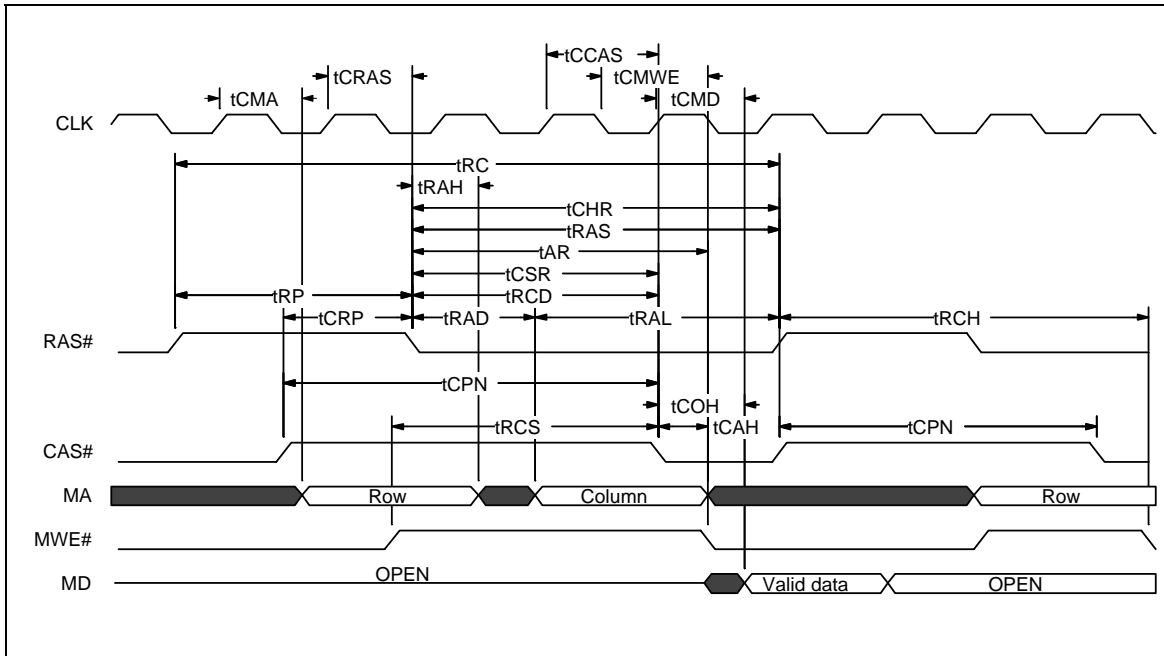 tCCAS
tCRAS tCMWE
tCMA tCMD
CLK
tRC
tRAH
tCHR
tRAS
tAR
tCSR
tRP tRCD
tCRP tRAD tRAL tRCH
RAS#
tCPN
tCOH
tRCS tCAH tCPN
CAS#
MA Row Column Row
MWE#
OPEN
MD Valid data OPEN